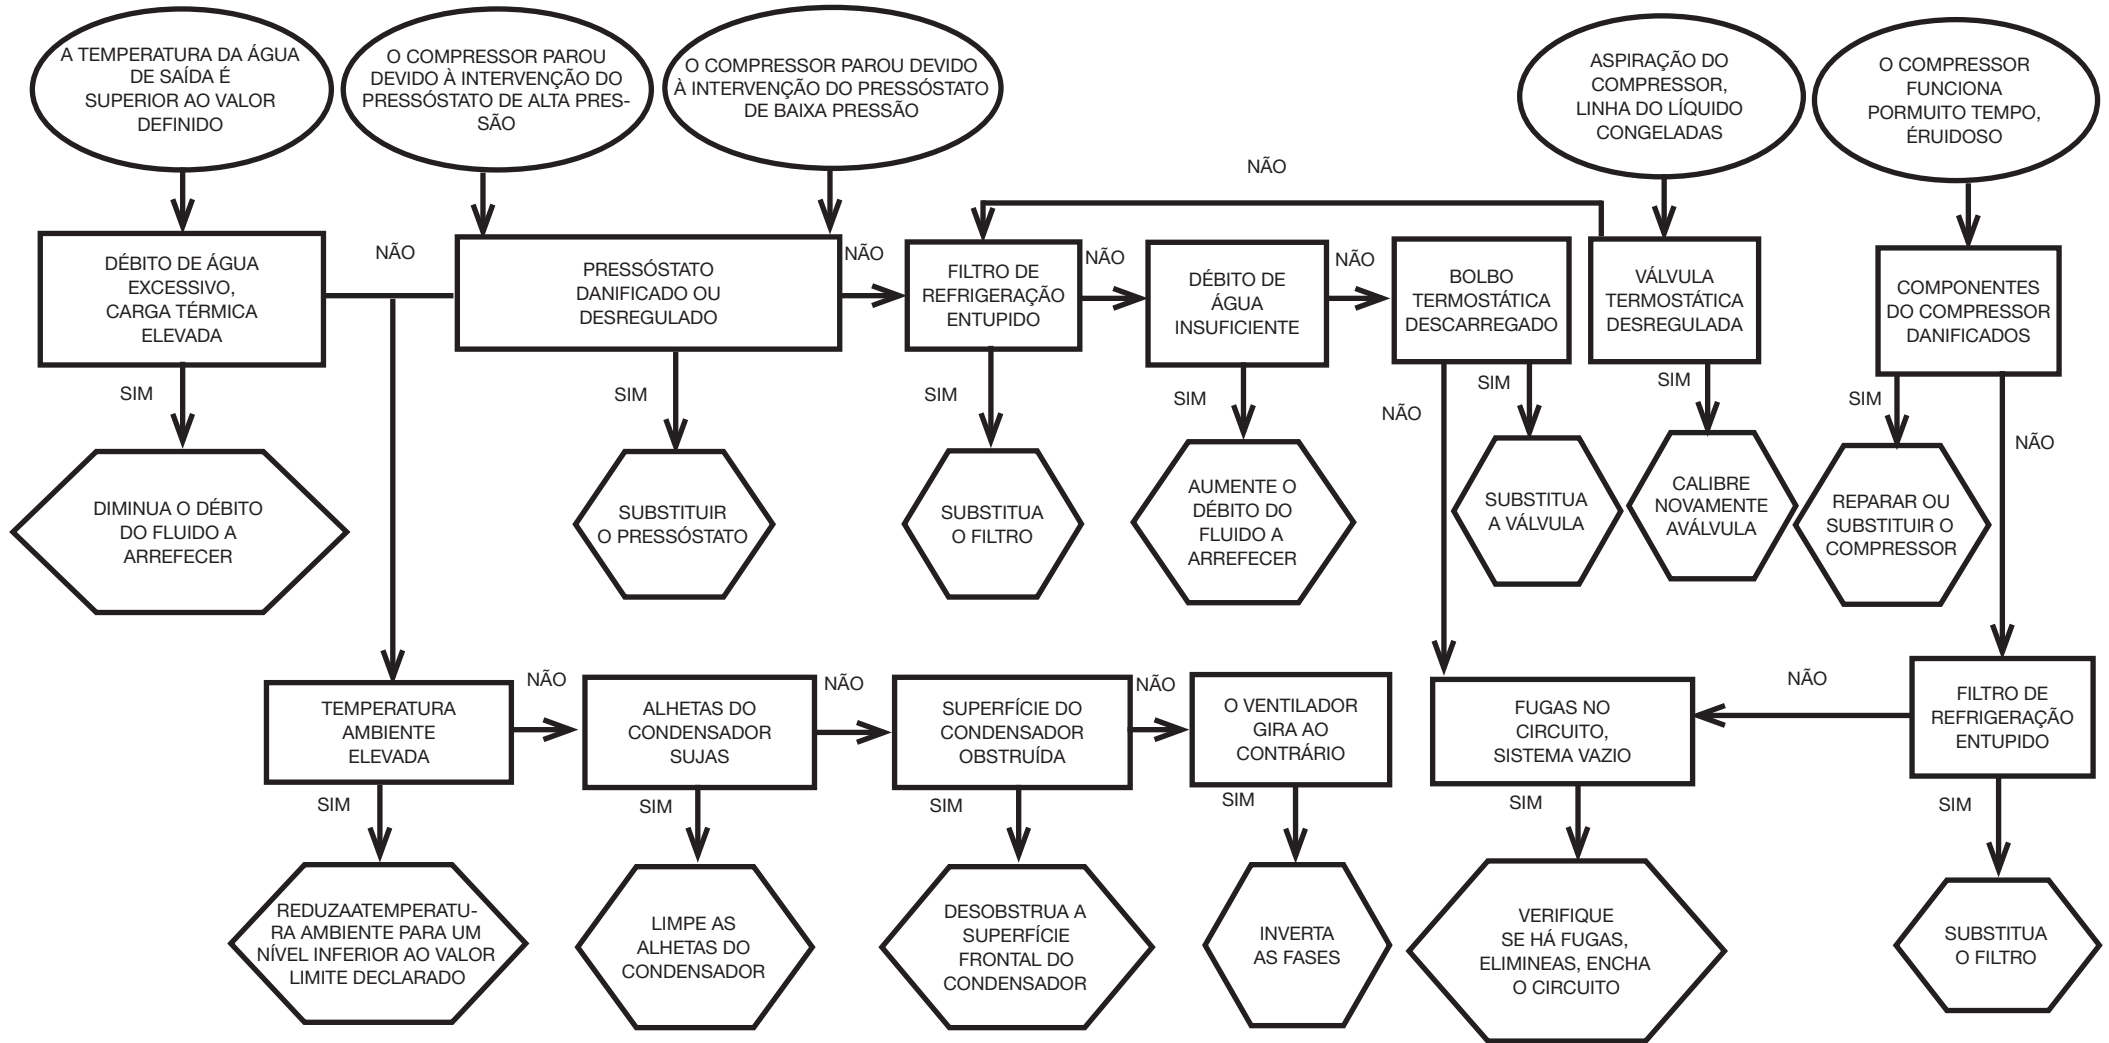 A TEMPERATURA DA ÁGUA
DE SAÍDA É
SUPERIOR AO VALOR
DEFINIDO
O COMPRESSOR PAROU
DEVIDO À INTERVENÇÃO DO
PRESSÓSTATO DE ALTA PRES-
SÃO
O COMPRESSOR PAROU DEVIDO
À INTERVENÇÃO DO PRESSÓSTATO
DE BAIXA PRESSÃO
ASPIRAÇÃO DO
COMPRESSOR,
LINHA DO LÍQUIDO
CONGELADAS
O COMPRESSOR
FUNCIONA
PORMUITO TEMPO,
ÉRUIDOSO
NÃO
DÉBITO DE ÁGUA
EXCESSIVO,
CARGA TÉRMICA
ELEVADA
NÃO
PRESSÓSTATO
DANIFICADO OU
DESREGULADO
NÃO
FILTRO DE
REFRIGERAÇÃO
ENTUPIDO
NÃO
DÉBITO DE
ÁGUA
INSUFICIENTE
NÃO
BOLBO
TERMOSTÁTICA
DESCARREGADO
VÁLVULA
TERMOSTÁTICA
DESREGULADA
COMPONENTES
DO COMPRESSOR
DANIFICADOS
SIM
SIM
SIM
SIM
NÃO
SIM
SIM
SIM
NÃO
DIMINUA O DÉBITO
DO FLUIDO A
ARREFECER
SUBSTITUIR
O PRESSÓSTATO
SUBSTITUA
O FILTRO
AUMENTE O
DÉBITO DO
FLUIDO A
ARREFECER
SUBSTITUA
A VÁLVULA
CALIBRE
NOVAMENTE
AVÁLVULA
REPARAR OU
SUBSTITUIR O
COMPRESSOR
TEMPERATURA
AMBIENTE
ELEVADA
NÃO
ALHETAS DO
CONDENSADOR
SUJAS
NÃO
SUPERFÍCIE DO
CONDENSADOR
OBSTRUÍDA
NÃO
O VENTILADOR
GIRA AO
CONTRÁRIO
FUGAS NO
CIRCUITO,
SISTEMA VAZIO
NÃO
FILTRO DE
REFRIGERAÇÃO
ENTUPIDO
SIM
SIM
SIM
SIM
SIM
SIM
REDUZAATEMPERATU-
RA AMBIENTE PARA UM
NÍVEL INFERIOR AO VALOR
LIMITE DECLARADO
LIMPE AS
ALHETAS DO
CONDENSADOR
DESOBSTRUA A
SUPERFÍCIE
FRONTAL DO
CONDENSADOR
INVERTA
AS FASES
VERIFIQUE
SE HÁ FUGAS,
ELIMINEAS, ENCHA
O CIRCUITO
SUBSTITUA
O FILTRO